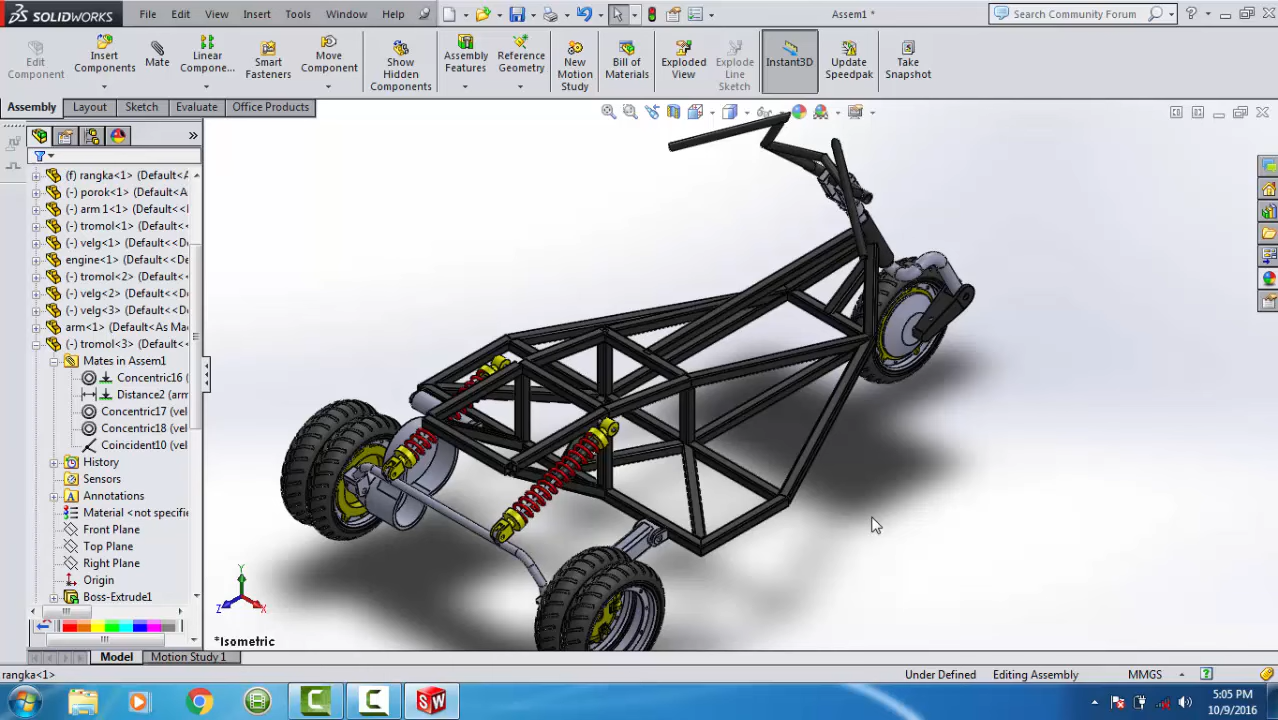 SOLIDWORKS File Edit View Insert Tools Window Help Assem1 * Search Community Forum
Edit Component
Insert Components
Mate
Linear Compone...
Smart Fasteners
Move Component
Show Hidden Components
Assembly Features
Reference Geometry
New Motion Study
Bill of Materials
Exploded View
Explode Line Sketch
Instant3D
Update Speedpak
Take Snapshot
Assembly Layout Sketch Evaluate Office Products
(f) rangka<1> (Default<A
(-) porok<1> (Default<A
(-) arm 1<1> (Default<
(-) tromol<1> (Default<
(-) velg<1> (Default<<D
engine<1> (Default<<De
(-) tromol<2> (Default<
(-) velg<2> (Default<<D
(-) velg<3> (Default<<D
arm<1> (Default<As Ma
(-) tromol<3> (Default<
Mates in Assem1
Concentric16 (
Distance2 (arm
Concentric17 (vel
Concentric18 (vel
Coincident10 (vel
History
Sensors
Annotations
Material <not specifie
Front Plane
Top Plane
Right Plane
Origin
Boss-Extrude1
Y
Z
X
*Isometric
Model Motion Study 1
rangka<1> Under Defined Editing Assembly MMGS
5:05 PM
10/9/2016